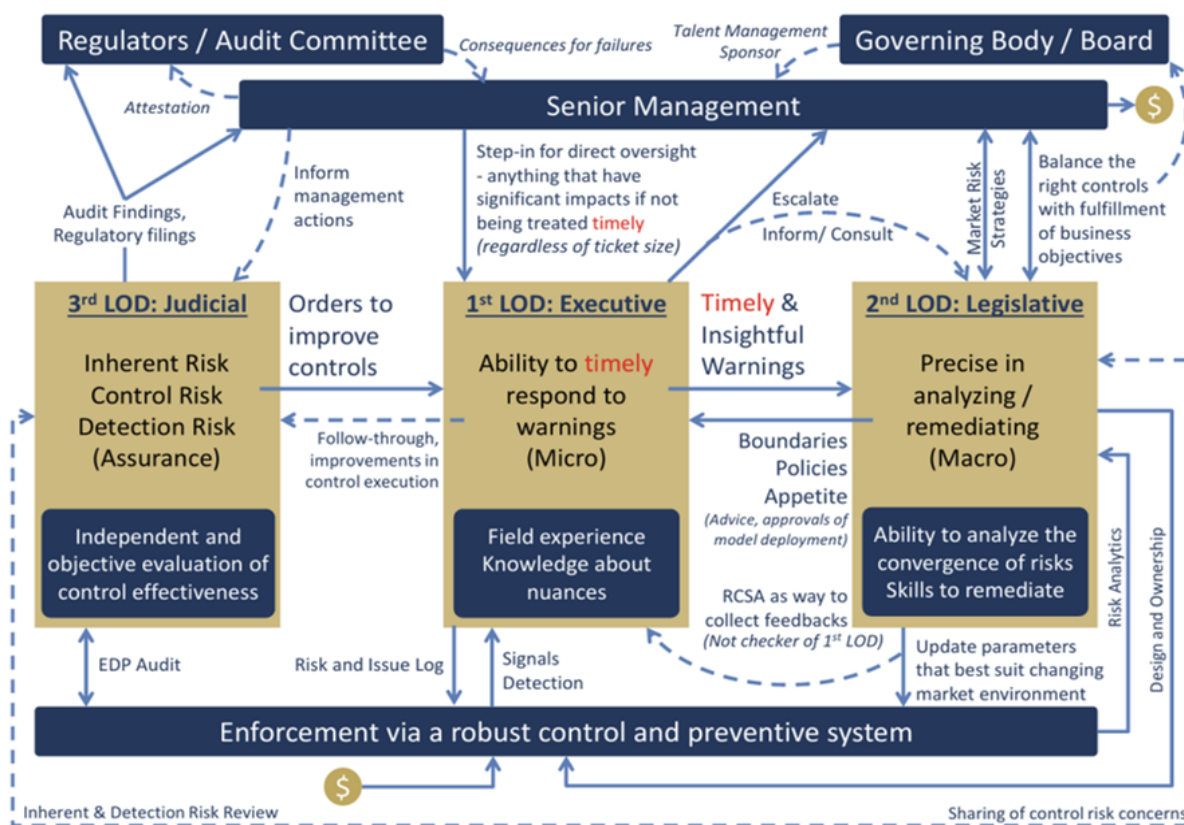 Regulators / Audit Committee
Consequences for failures
Talent Management
Sponsor
Governing Body / Board
Attestation
Senior Management
$
Audit Findings,
Regulatory filings
Inform
management
actions
Step-in for direct oversight
- anything that have
significant impacts if not
being treated timely
(regardless of ticket size)
Escalate
Inform/ Consult
Market Risk
Strategies
Balance the
right controls
with fulfillment
of business
objectives
3rd LOD: Judicial
Inherent Risk
Control Risk
Detection Risk
(Assurance)
Independent and
objective evaluation of
control effectiveness
Orders to
improve
controls
Follow-through,
improvements in
control execution
1st LOD: Executive
Ability to timely
respond to
warnings
(Micro)
Field experience
Knowledge about
nuances
Timely &
Insightful
Warnings
Boundaries
Policies
Appetite
(Advice, approvals of
model deployment)
RCSA as way to
collect feedbacks
(Not checker of 1st LOD)
2nd LOD: Legislative
Precise in
analyzing /
remediating
(Macro)
Ability to analyze the
convergence of risks
Skills to remediate
Risk Analytics
Design and Ownership
EDP Audit
Risk and Issue Log
Signals
Detection
Update parameters
that best suit changing
market environment
Enforcement via a robust control and preventive system
$
Inherent & Detection Risk Review
Sharing of control risk concerns